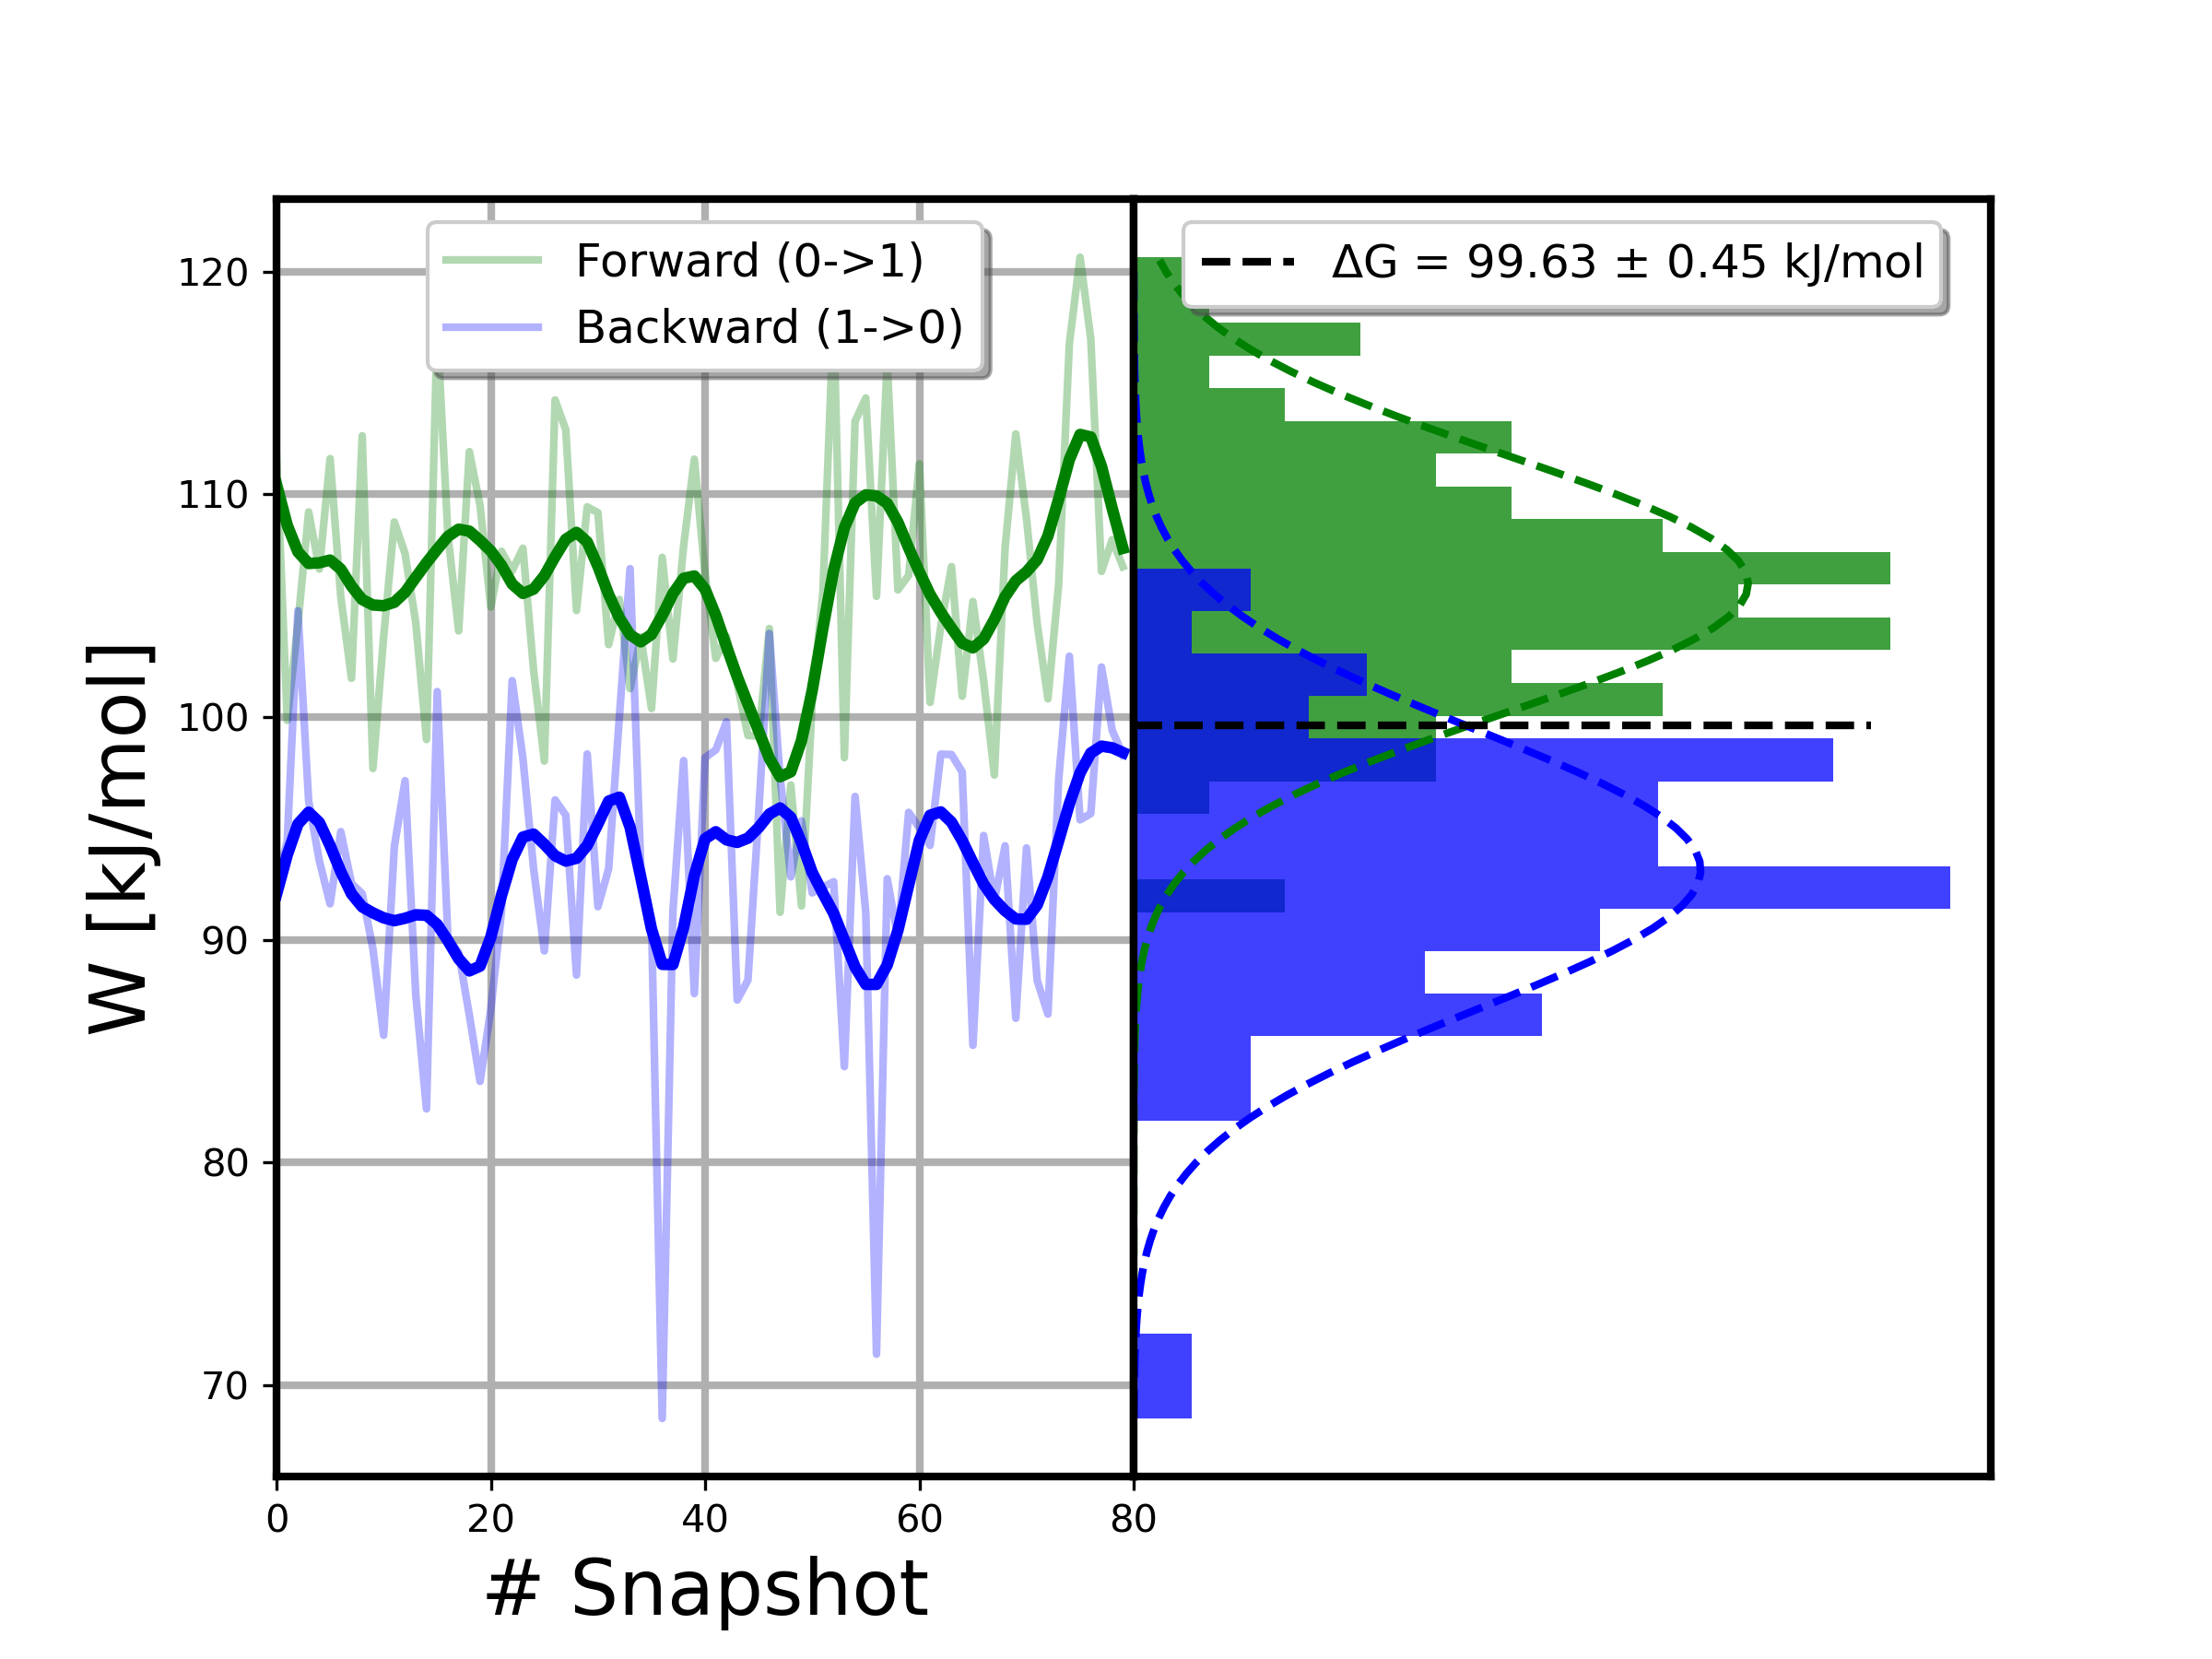 Forward (0->1)
Backward (1->0)
ΔG = 99.63 ± 0.45 kJ/mol
120
110
100
90
80
70
W [kJ/mol]
0 20 40 60 80
# Snapshot